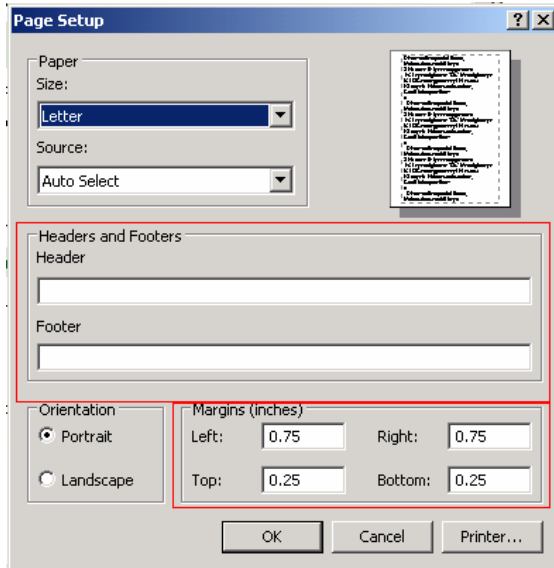 Page Setup
Paper
Size:
Letter
Source:
Auto Select
Headers and Footers
Header
Footer
Orientation
Portrait
Landscape
Margins (inches)
Left: 0.75 Right: 0.75
Top: 0.25 Bottom: 0.25
OK Cancel Printer...